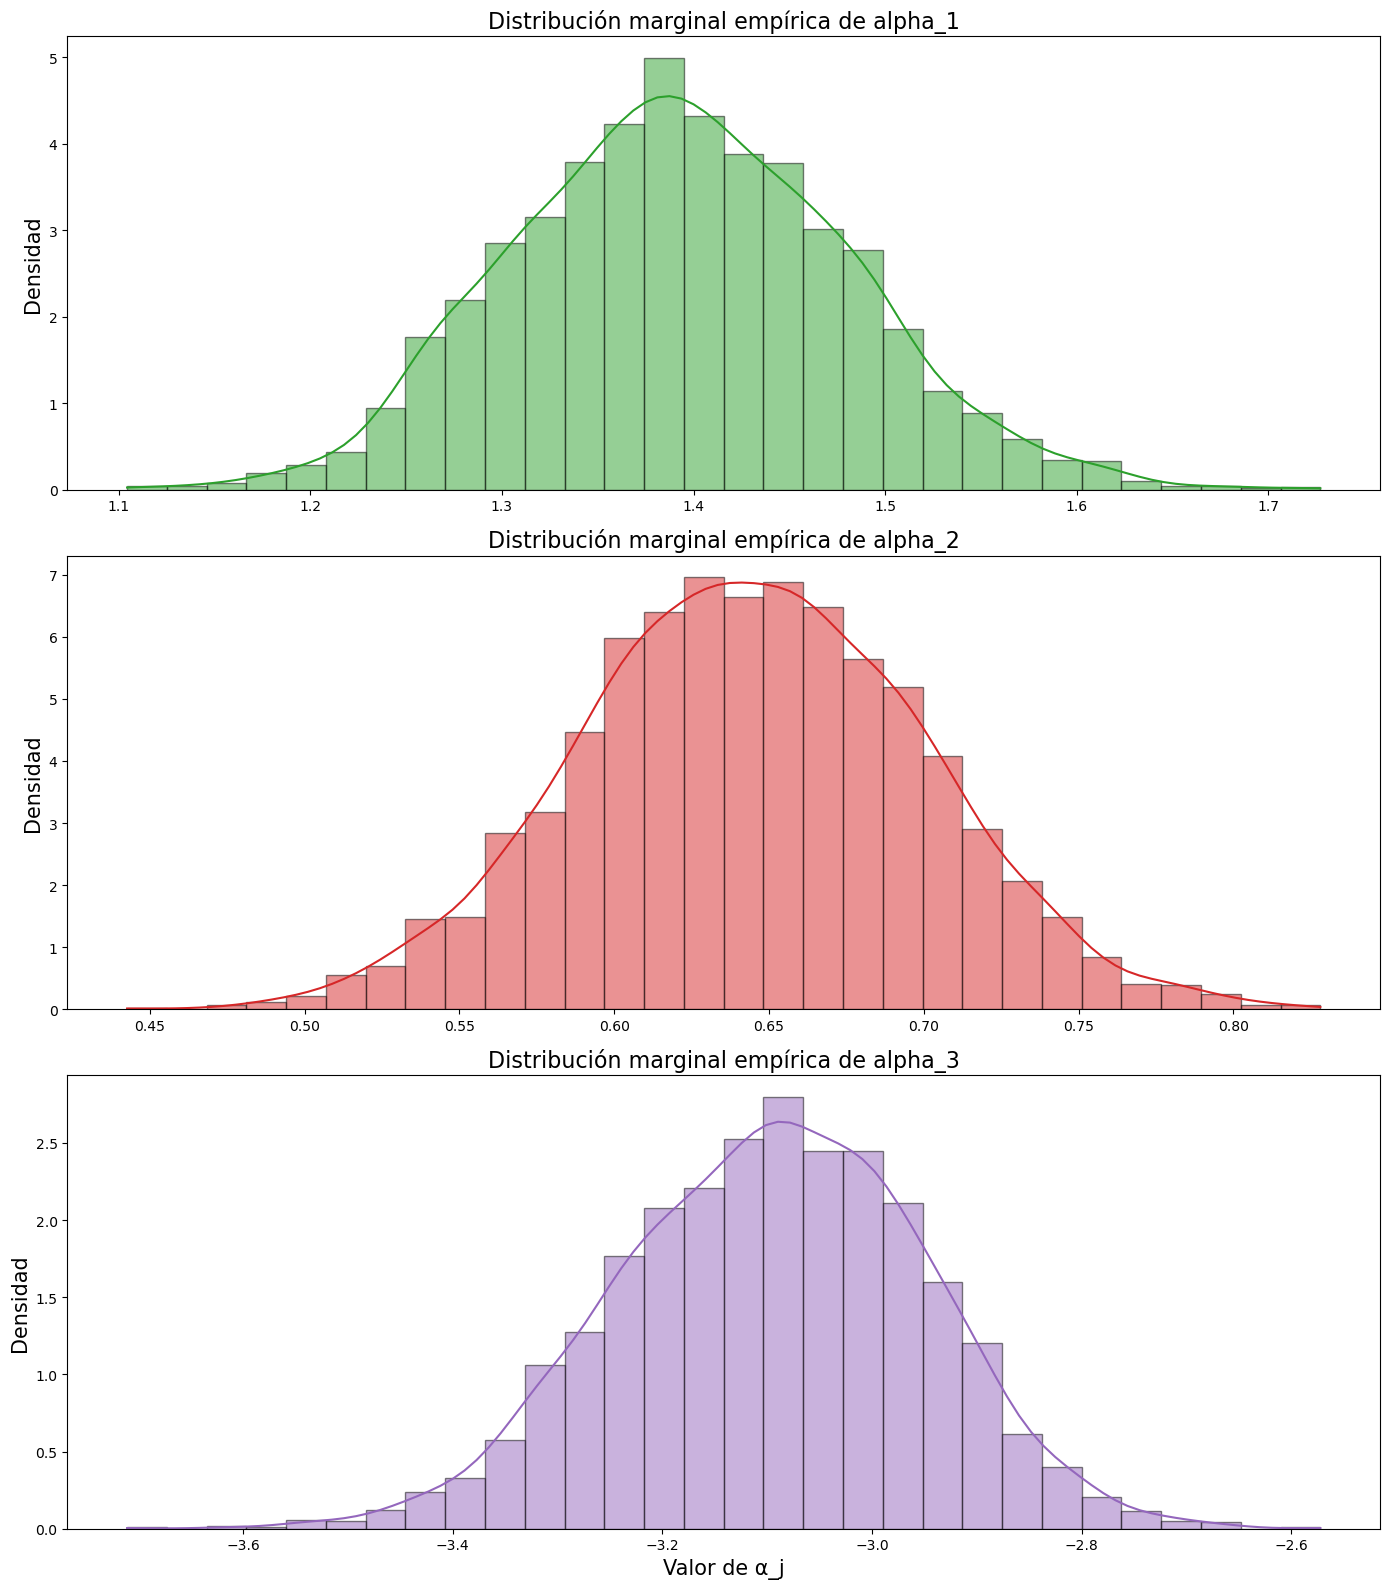 Distribución marginal empírica de alpha_1
Densidad
5
4
3
2
1
0
1.1 1.2 1.3 1.4 1.5 1.6 1.7
Distribución marginal empírica de alpha_2
Densidad
7
6
5
4
3
2
1
0
0.45 0.50 0.55 0.60 0.65 0.70 0.75 0.80
Distribución marginal empírica de alpha_3
Densidad
2.5
2.0
1.5
1.0
0.5
0.0
−3.6 −3.4 −3.2 −3.0 −2.8 −2.6
Valor de α_j